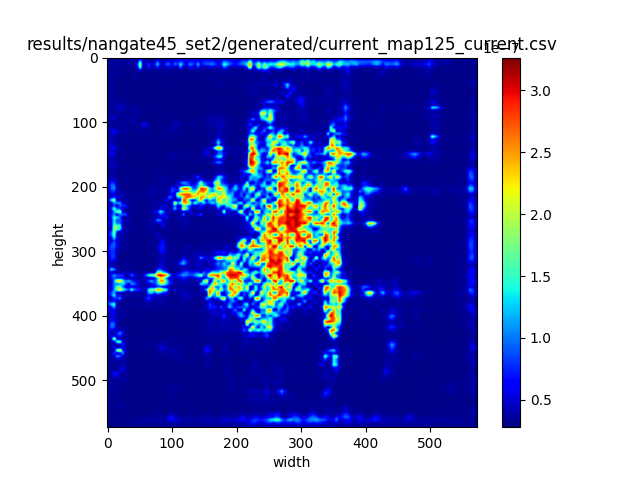 results/nangate45_set2/generated/current_map125_current.csv
1e−7
0
100
200
300
400
500
height
0 100 200 300 400 500
width
3.0
2.5
2.0
1.5
1.0
0.5